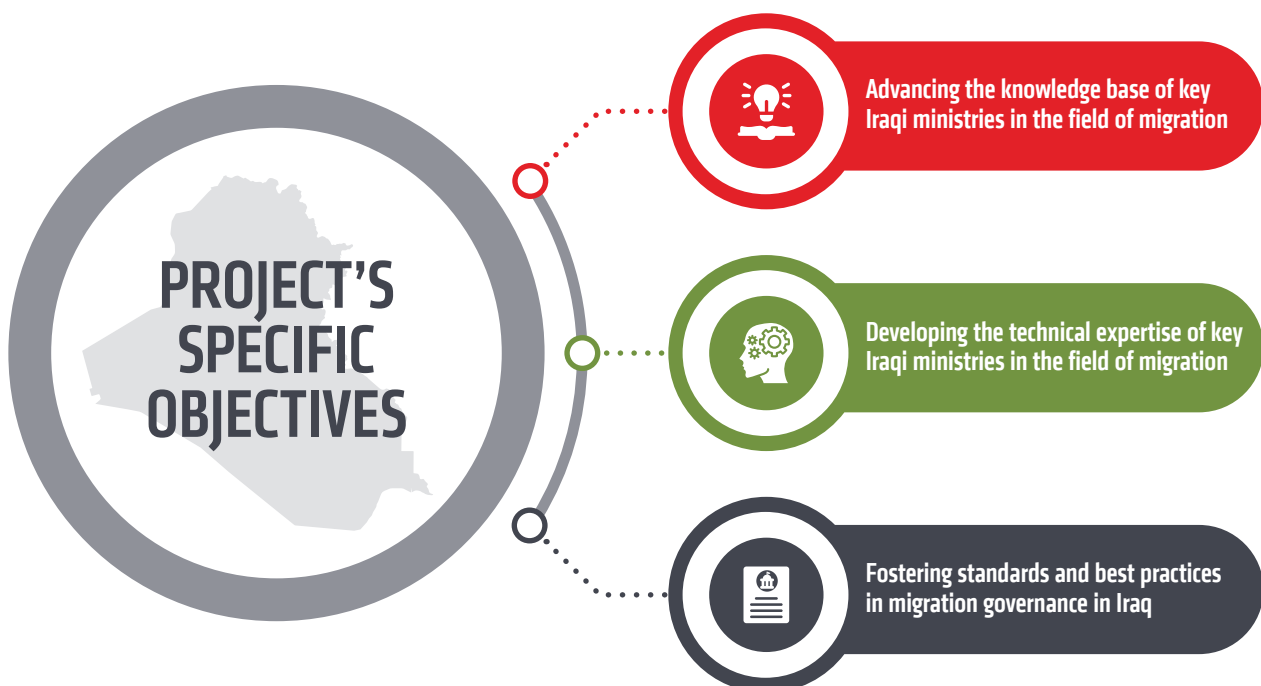 PROJECT’S
SPECIFIC
OBJECTIVES
Advancing the knowledge base of key
Iraqi ministries in the field of migration
Developing the technical expertise of key
Iraqi ministries in the field of migration
Fostering standards and best practices
in migration governance in Iraq